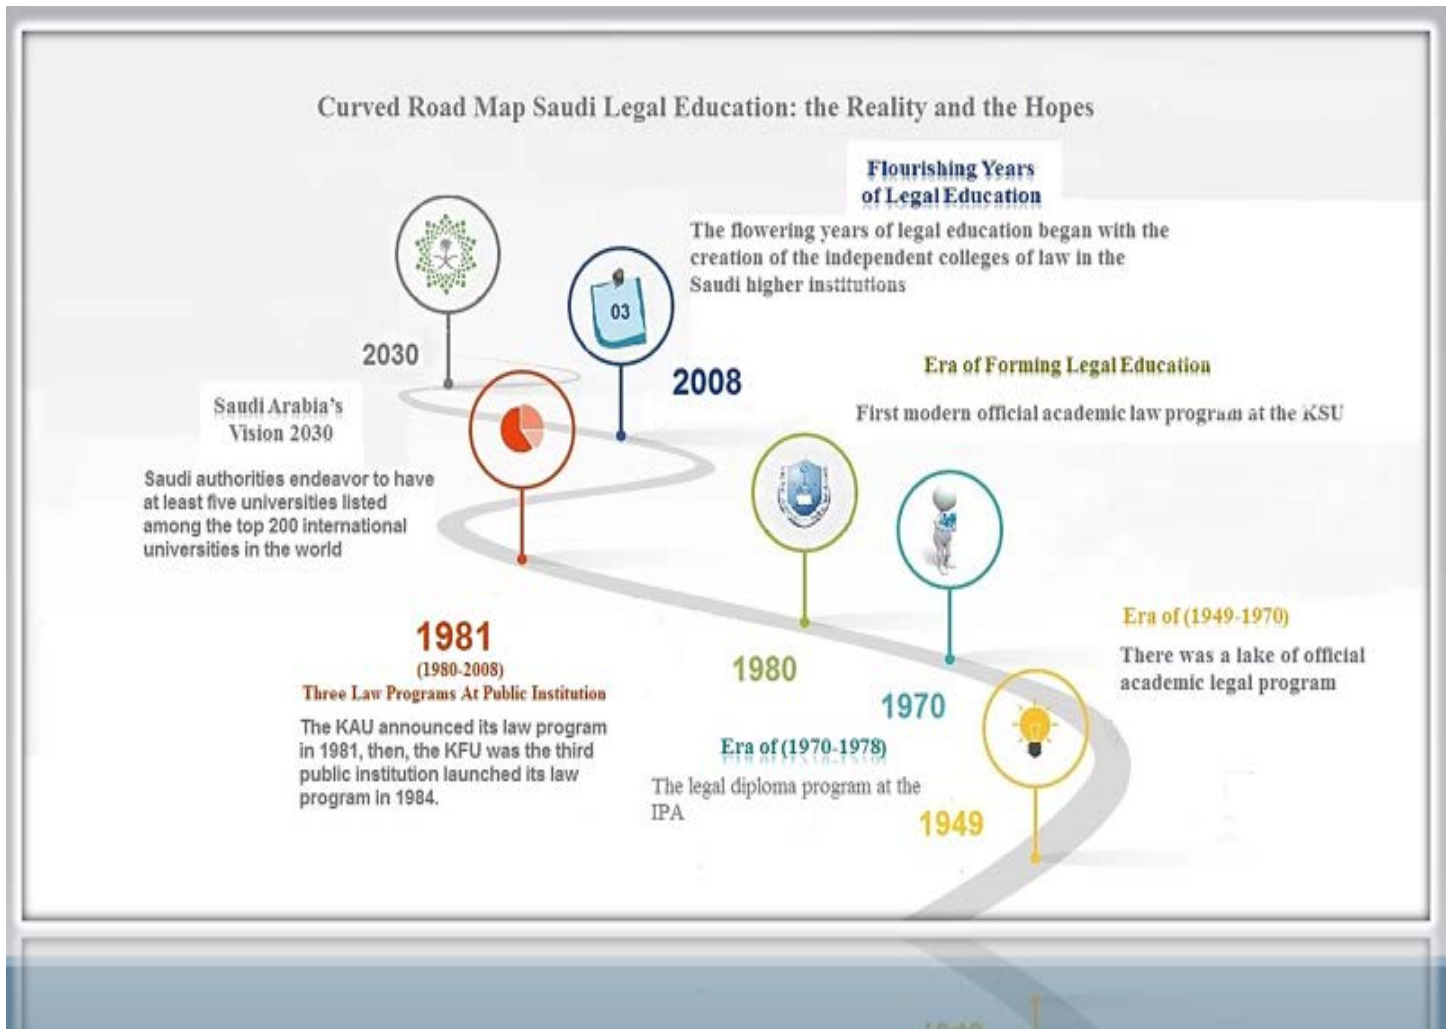 Curved Road Map Saudi Legal Education: the Reality and the Hopes
Flourishing Years
of Legal Education
The flowering years of legal education began with the
creation of the independent colleges of law in the
Saudi higher institutions
03
2030
2008
Saudi Arabia's
Vision 2030
Saudi authorities endeavor to have
at least five universities listed
among the top 200 international
universities in the world
Era of Forming Legal Education
First modern official academic law program at the KSU
1981
(1980-2008)
Three Law Programs At Public Institution
The KAU announced its law program
in 1981, then, the KFU was the third
public institution launched its law
program in 1984.
1980
1970
Era of (1970-1978)
The legal diploma program at the
IPA
Era of (1949-1970)
There was a lake of official
academic legal program
1949